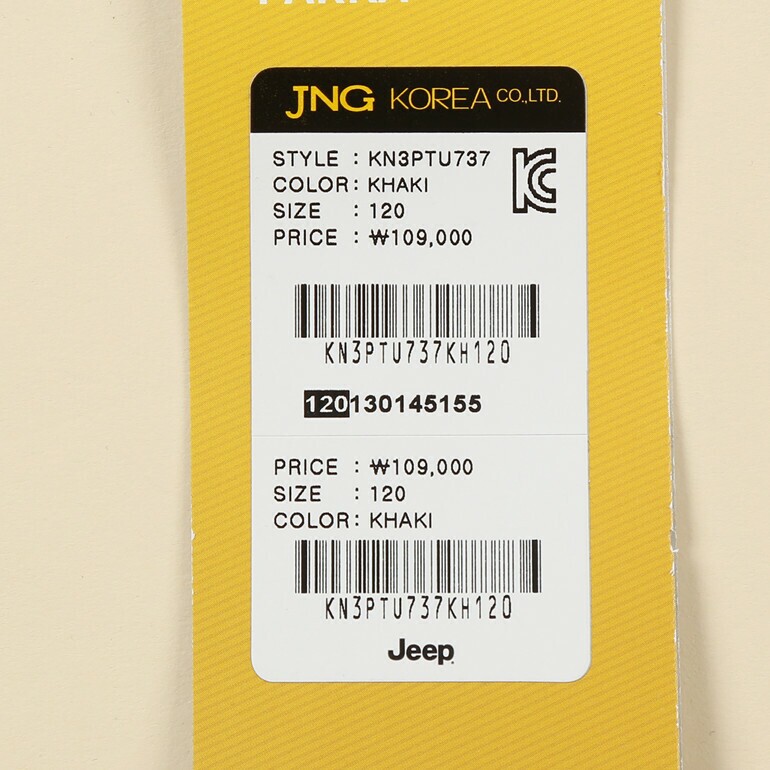 JNG KOREA CO.,LTD.
STYLE : KN3PTU737
COLOR : KHAKI
SIZE : 120
PRICE : ₩109,000
KN3PTU737KH120
120130145155
PRICE : ₩109,000
SIZE : 120
COLOR : KHAKI
KN3PTU737KH120
Jeep